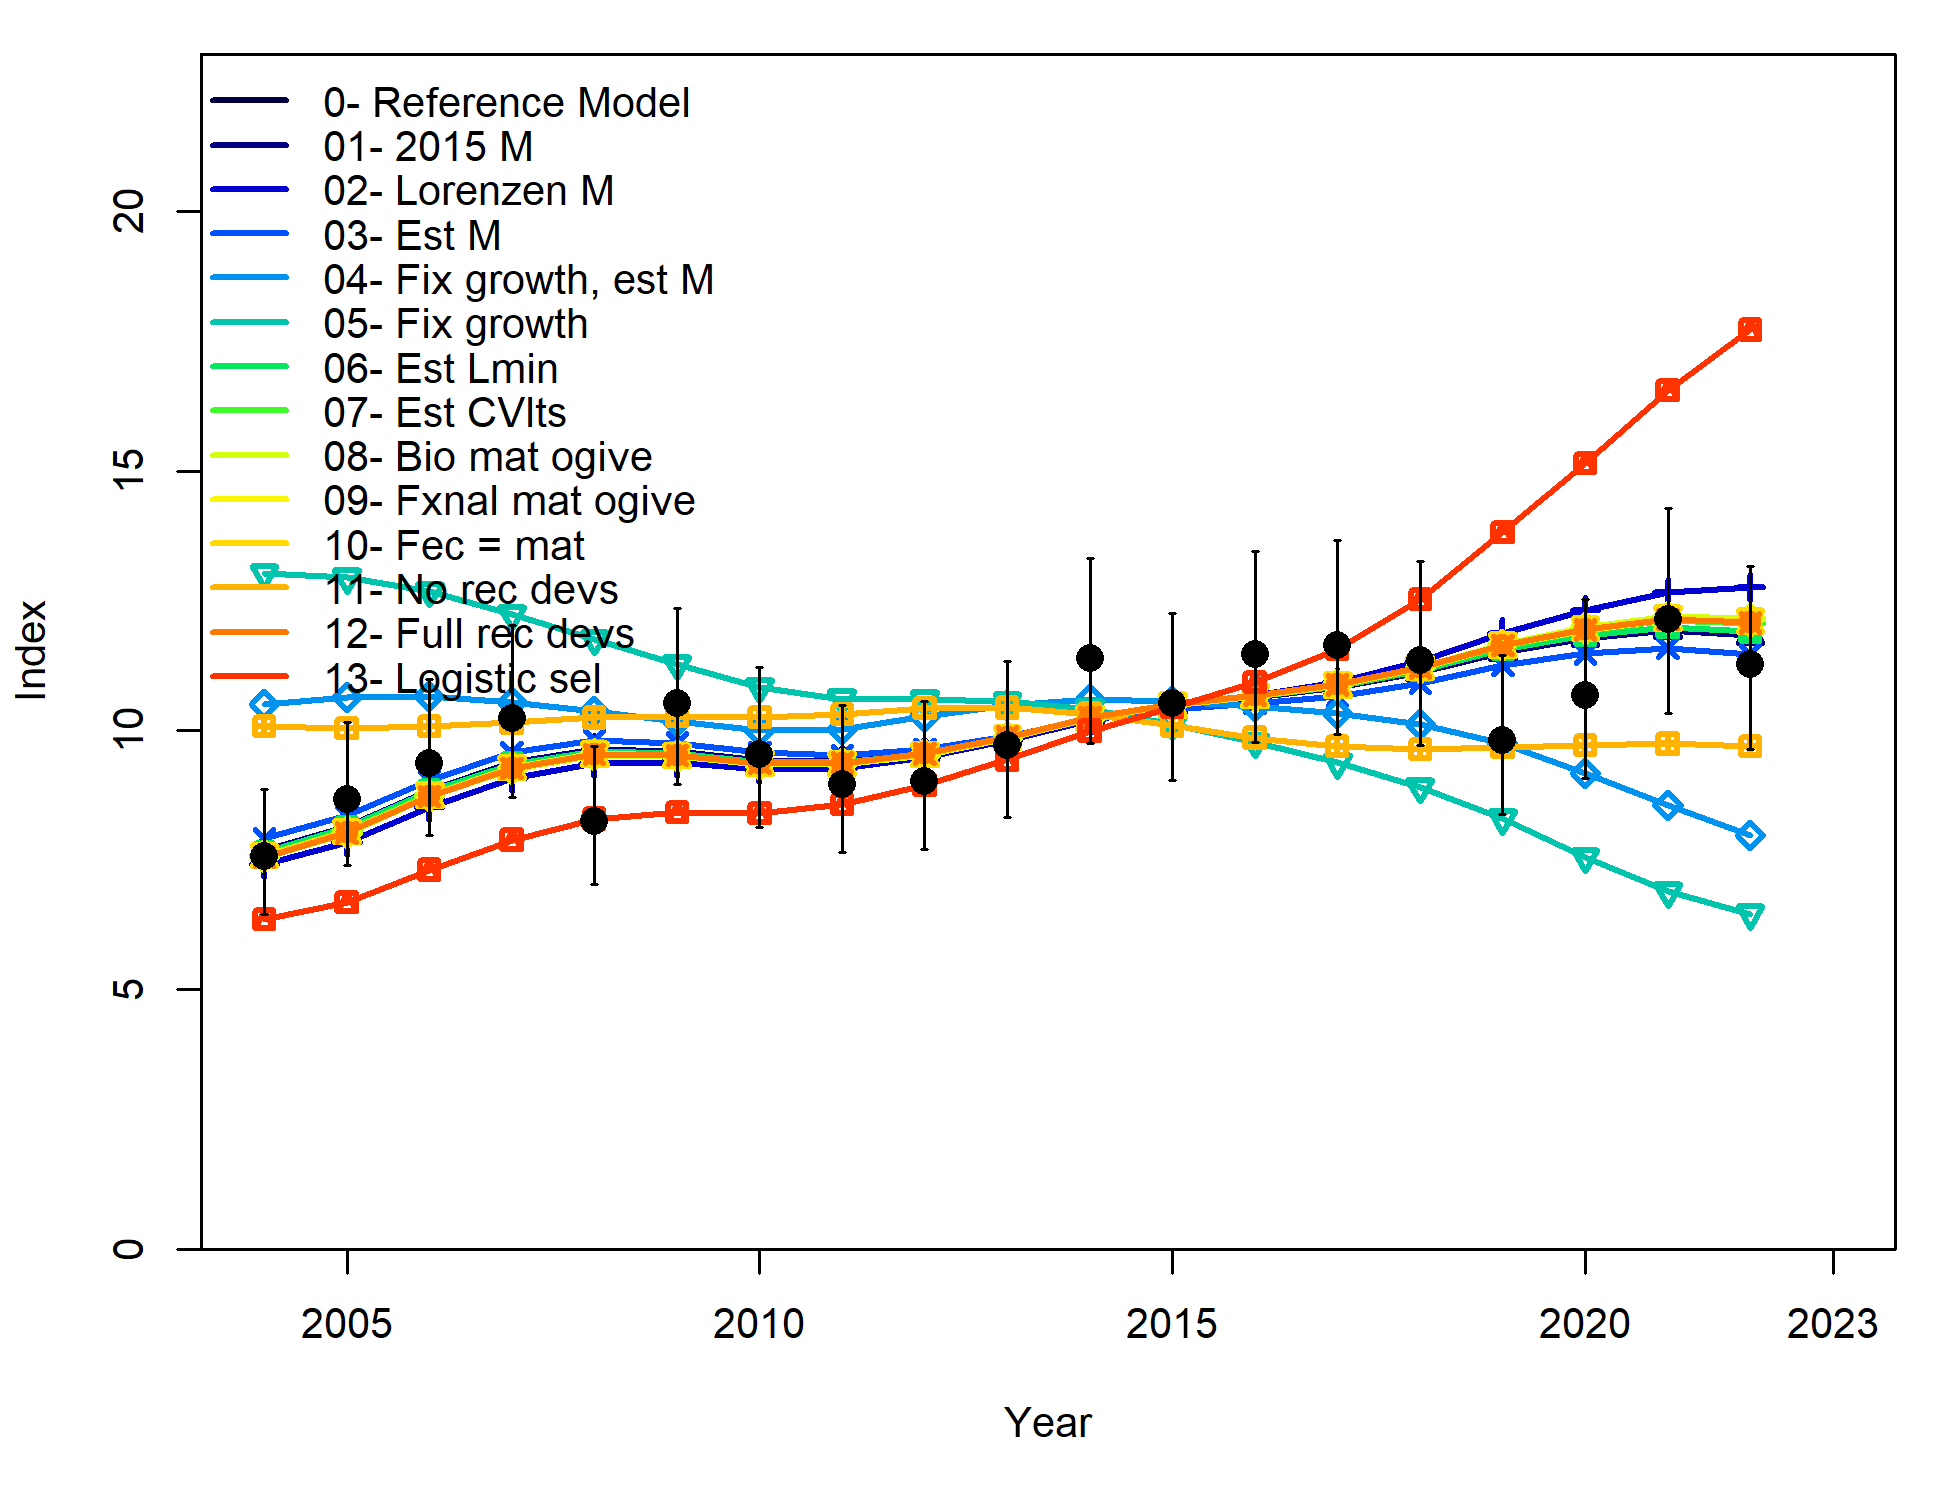 0- Reference Model
01- 2015 M
02- Lorenzen M
03- Est M
04- Fix growth, est M
05- Fix growth
06- Est Lmin
07- Est CVlts
08- Bio mat ogive
09- Fxnal mat ogive
10- Fec = mat
11- No rec devs
12- Full rec devs
13- Logistic sel
20
15
10
5
0
Index
2005 2010 2015 2020 2023
Year